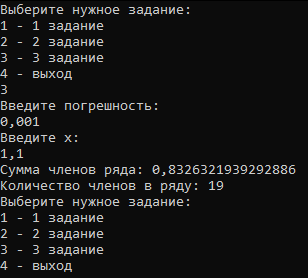 Выберите нужное задание:
1 - 1 задание
2 - 2 задание
3 - 3 задание
4 - выход
3
Введите погрешность:
0,001
Введите x:
1,1
Сумма членов ряда: 0,8326321939292886
Количество членов в ряду: 19
Выберите нужное задание:
1 - 1 задание
2 - 2 задание
3 - 3 задание
4 - выход